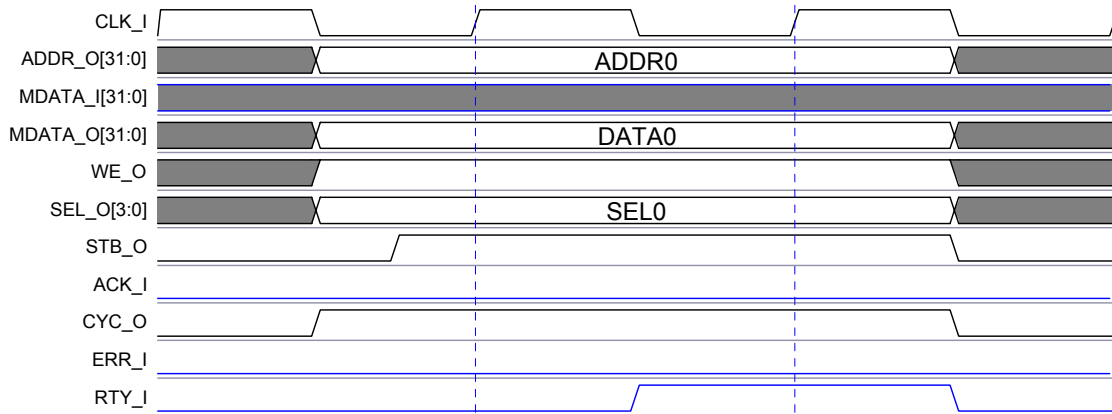 CLK_I
ADDR_O[31:0] ADDR0
MDATA_I[31:0]
MDATA_O[31:0] DATA0
WE_O
SEL_O[3:0] SEL0
STB_O
ACK_I
CYC_O
ERR_I
RTY_I